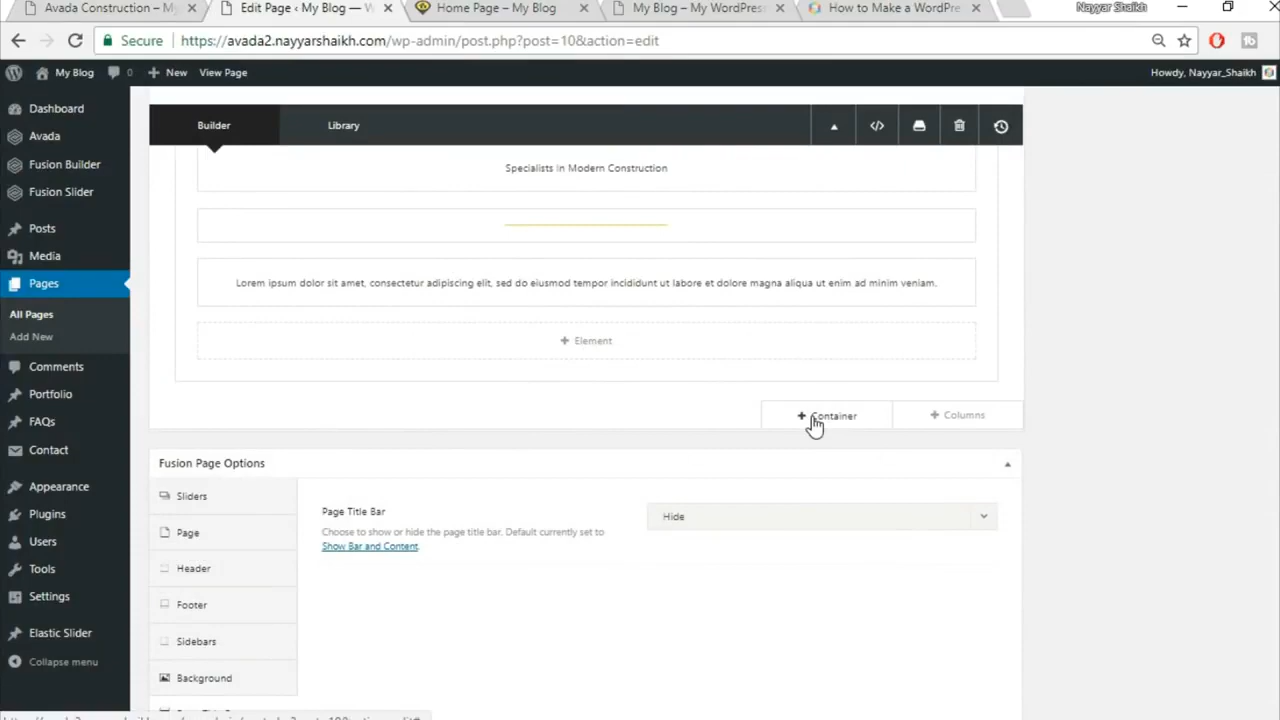 Avada Construction – My
Edit Page ‹ My Blog — W
Home Page – My Blog
My Blog – My WordPress
How to Make a WordPre
Nayyar Shaikh
Secure
https://avada2.nayyarshaikh.com/wp-admin/post.php?post=10&action=edit
My Blog
0
New
View Page
Howdy, Nayyar_Shaikh
Dashboard
Avada
Fusion Builder
Fusion Slider
Posts
Media
Pages
All Pages
Add New
Comments
Portfolio
FAQs
Contact
Appearance
Plugins
Users
Tools
Settings
Elastic Slider
Collapse menu
Builder
Library
Specialists In Modern Construction
Lorem ipsum dolor sit amet, consectetur adipiscing elit, sed do eiusmod tempor incididunt ut labore et dolore magna aliqua ut enim ad minim veniam.
+ Element
+ Container
+ Columns
Fusion Page Options
Sliders
Page
Header
Footer
Sidebars
Background
Page Title Bar
Choose to show or hide the page title bar. Default currently set to
Show Bar and Content.
Hide